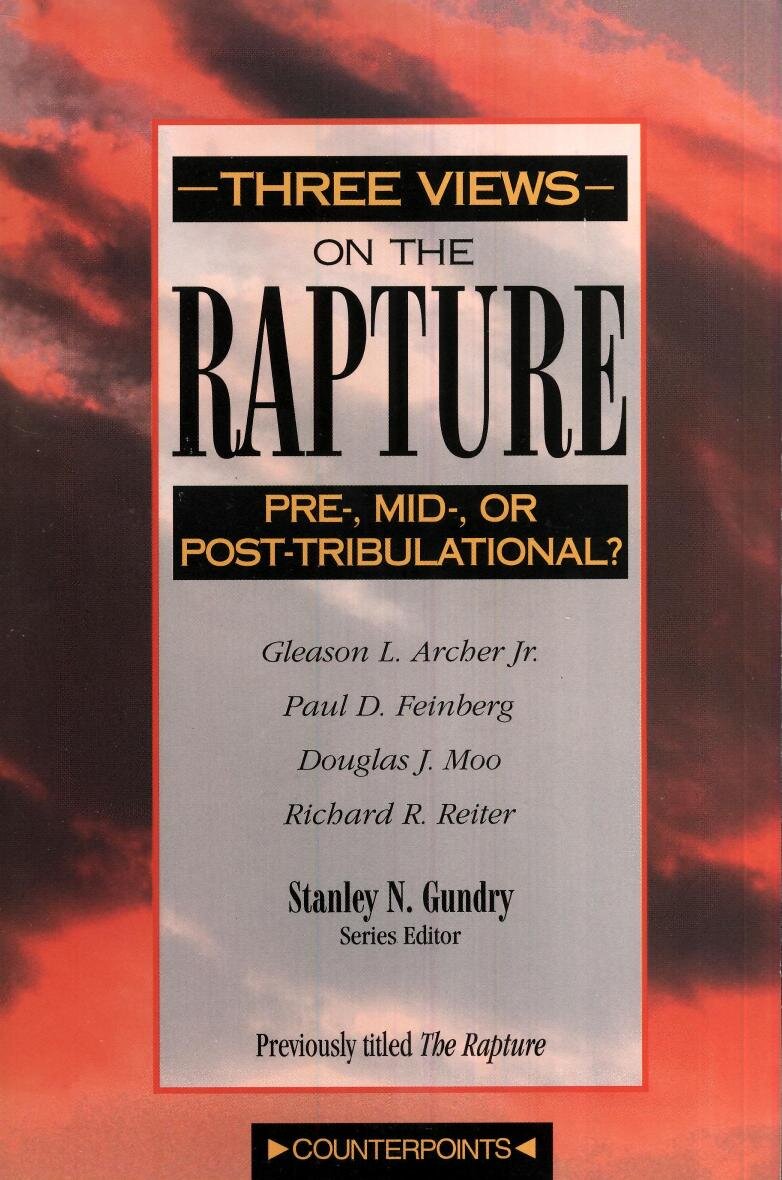 —THREE VIEWS—
ON THE
RAPTURE
PRE-, MID-, OR
POST-TRIBULATIONAL?
Gleason L. Archer Jr.
Paul D. Feinberg
Douglas J. Moo
Richard R. Reiter
Stanley N. Gundry
Series Editor
Previously titled The Rapture
▶COUNTERPOINTS◀